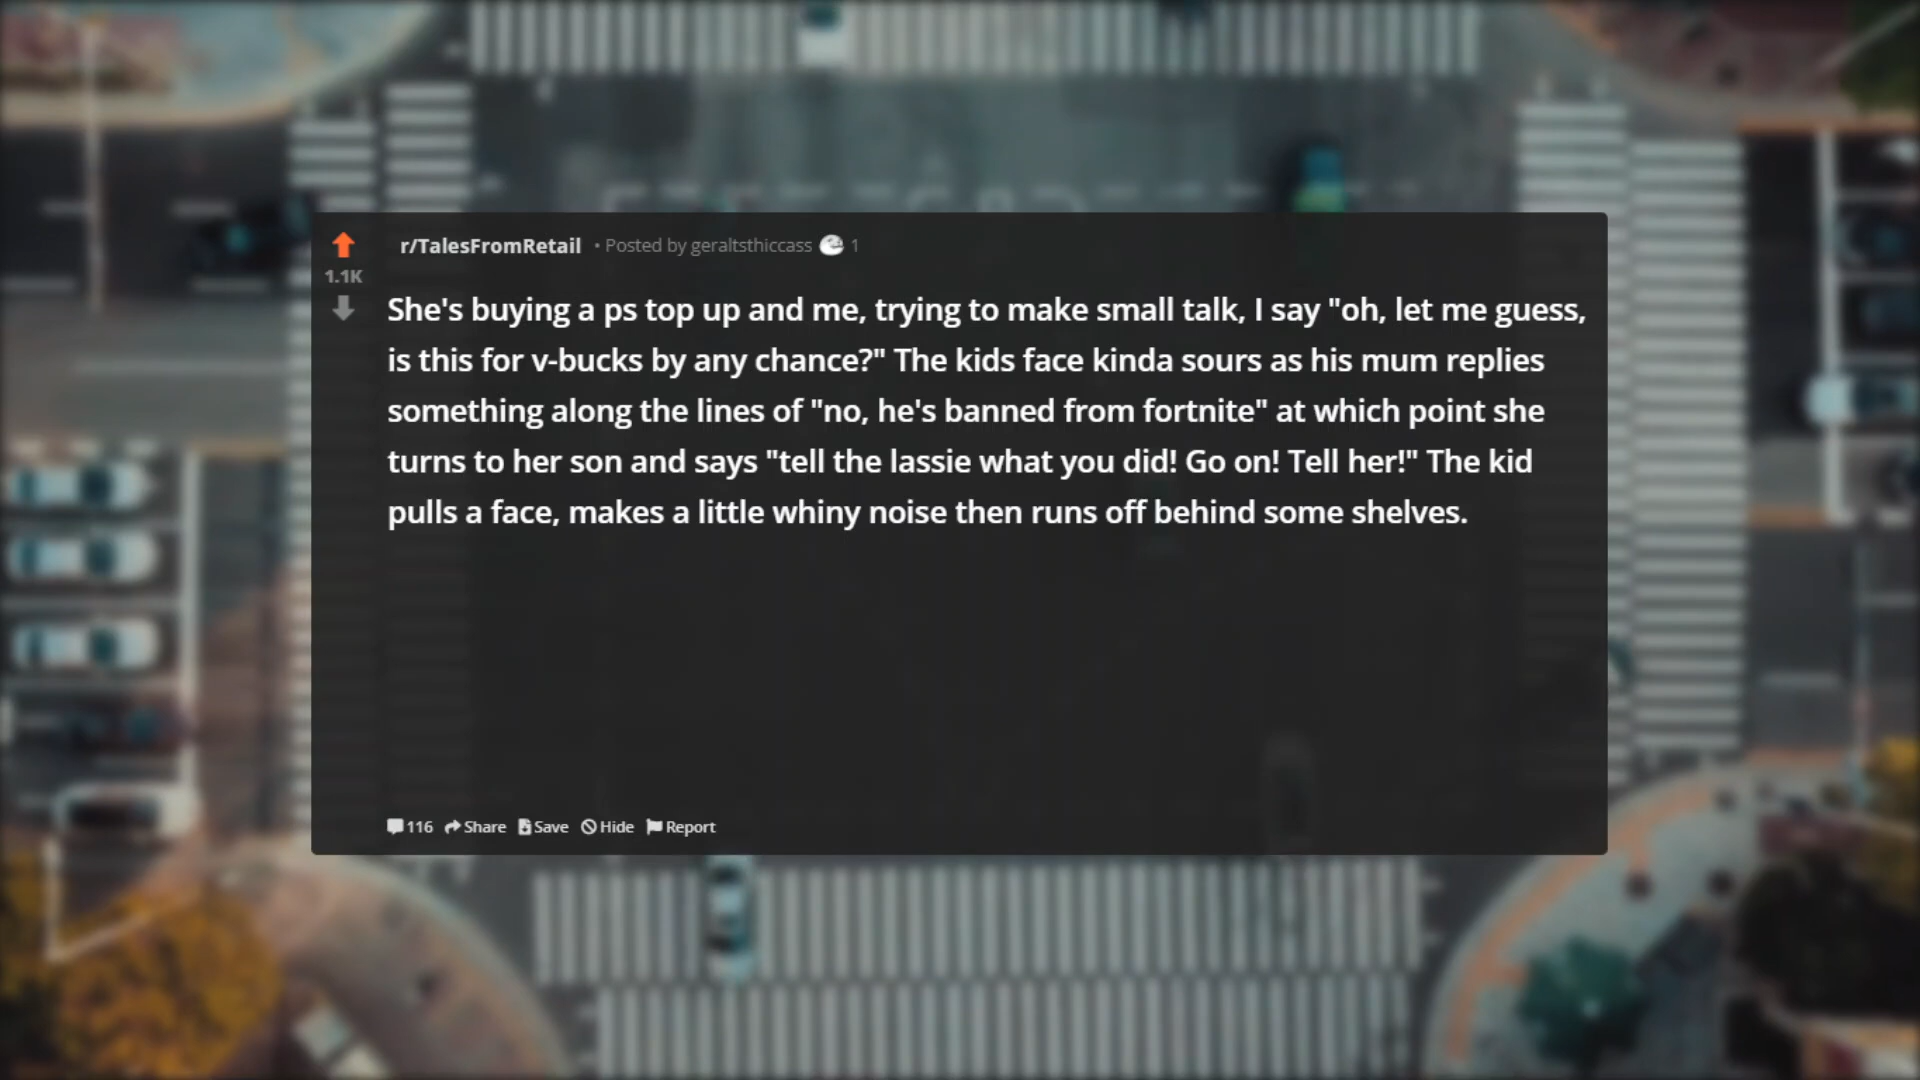 r/TalesFromRetail • Posted by geraltsthiccass 1
1.1K
She's buying a ps top up and me, trying to make small talk, I say "oh, let me guess,
is this for v-bucks by any chance?" The kids face kinda sours as his mum replies
something along the lines of "no, he's banned from fortnite" at which point she
turns to her son and says "tell the lassie what you did! Go on! Tell her!" The kid
pulls a face, makes a little whiny noise then runs off behind some shelves.
116 Share Save Hide Report